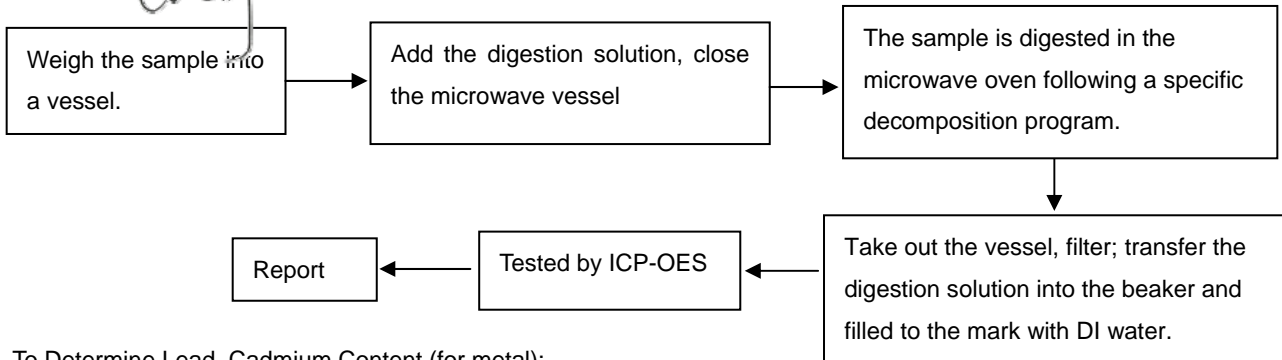 Weigh the sample into
a vessel.
Add the digestion solution, close
the microwave vessel
The sample is digested in the
microwave oven following a specific
decomposition program.
Take out the vessel, filter; transfer the
digestion solution into the beaker and
filled to the mark with DI water.
Tested by ICP-OES
Report
To Determine Lead, Cadmium Content (for metal):